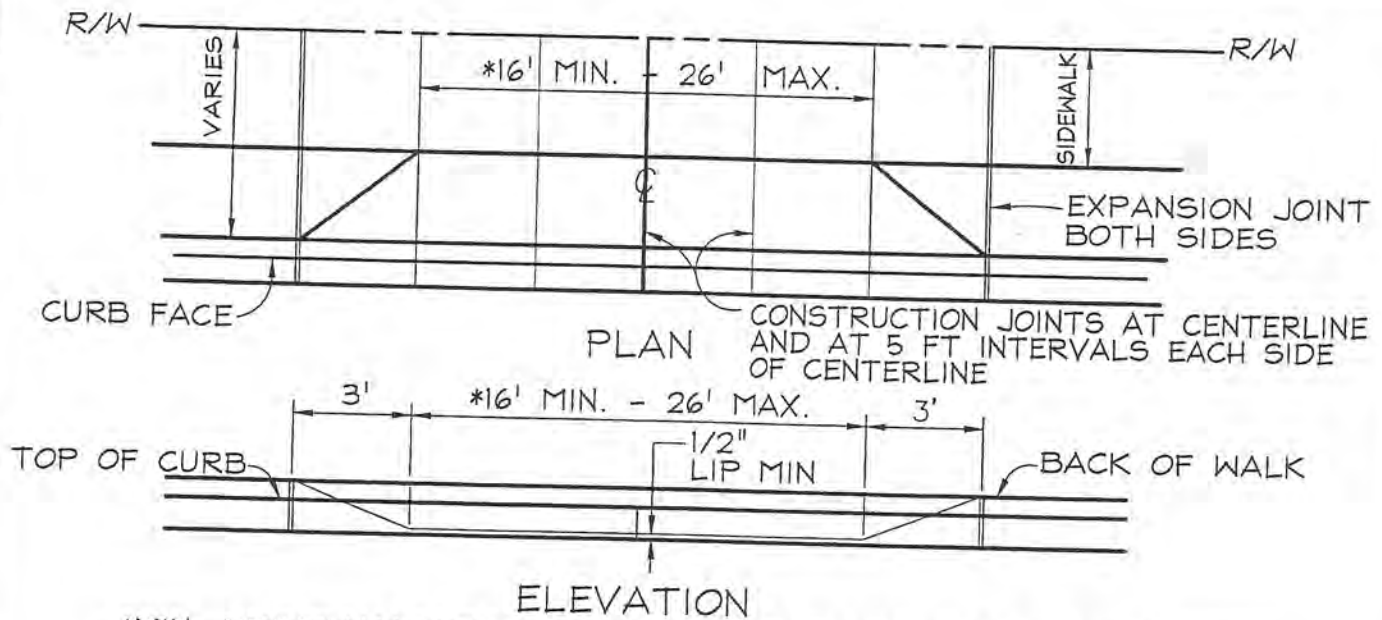 R/W
R/W
*16' MIN. - 26' MAX.
VARIES
SIDEWALK
℄
EXPANSION JOINT
BOTH SIDES
CURB FACE
CONSTRUCTION JOINTS AT CENTERLINE
AND AT 5 FT INTERVALS EACH SIDE
OF CENTERLINE
PLAN
3'
*16' MIN. - 26' MAX.
3'
1/2"
LIP MIN
TOP OF CURB
BACK OF WALK
ELEVATION